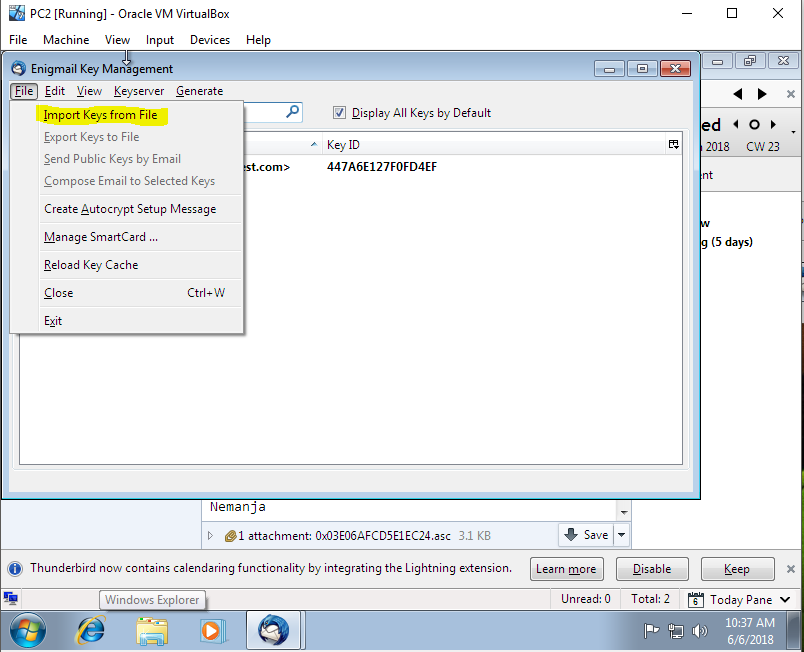 PC2 [Running] - Oracle VM VirtualBox
File Machine View Input Devices Help
Enigmail Key Management
File Edit View Keyserver Generate
Import Keys from File
Display All Keys by Default
Export Keys to File
Key ID
Send Public Keys by Email
est.com> 447A6E127F0FD4EF
Compose Email to Selected Keys
Create Autocrypt Setup Message
Manage SmartCard ...
Reload Key Cache
Close Ctrl+W
Exit
ed
2018 CW 23
nt
w
g (5 days)
Nemanja
1 attachment: 0x03E06AFCD5E1EC24.asc 3.1 KB Save
Thunderbird now contains calendaring functionality by integrating the Lightning extension. Learn more Disable Keep
Windows Explorer
Unread: 0 Total: 2 6 Today Pane
10:37 AM
6/6/2018